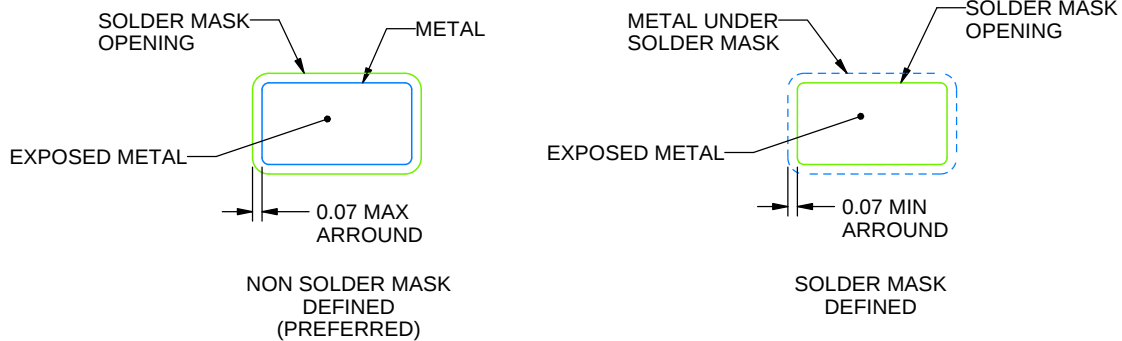 SOLDER MASK
OPENING
METAL
EXPOSED METAL
0.07 MAX
ARROUND
NON SOLDER MASK
DEFINED
(PREFERRED)
METAL UNDER
SOLDER MASK
SOLDER MASK
OPENING
EXPOSED METAL
0.07 MIN
ARROUND
SOLDER MASK
DEFINED